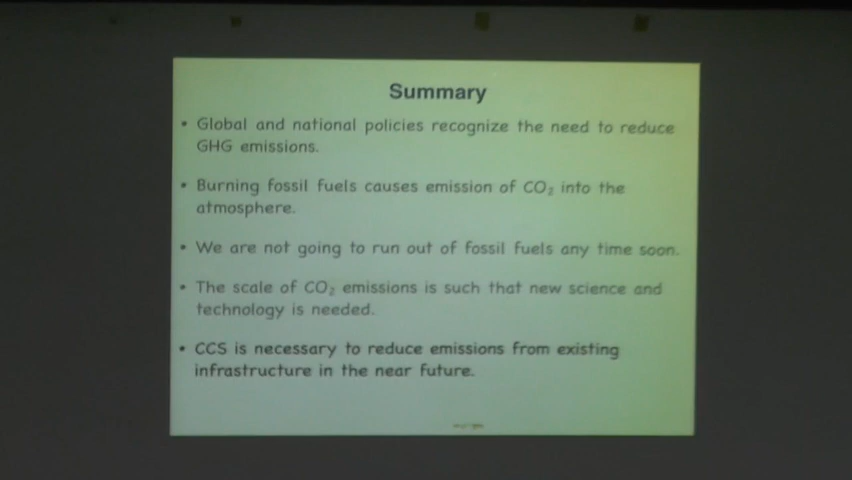 Summary
• Global and national policies recognize the need to reduce
GHG emissions.
• Burning fossil fuels causes emission of CO₂ into the
atmosphere.
• We are not going to run out of fossil fuels any time soon.
• The scale of CO₂ emissions is such that new science and
technology is needed.
• CCS is necessary to reduce emissions from existing
infrastructure in the near future.